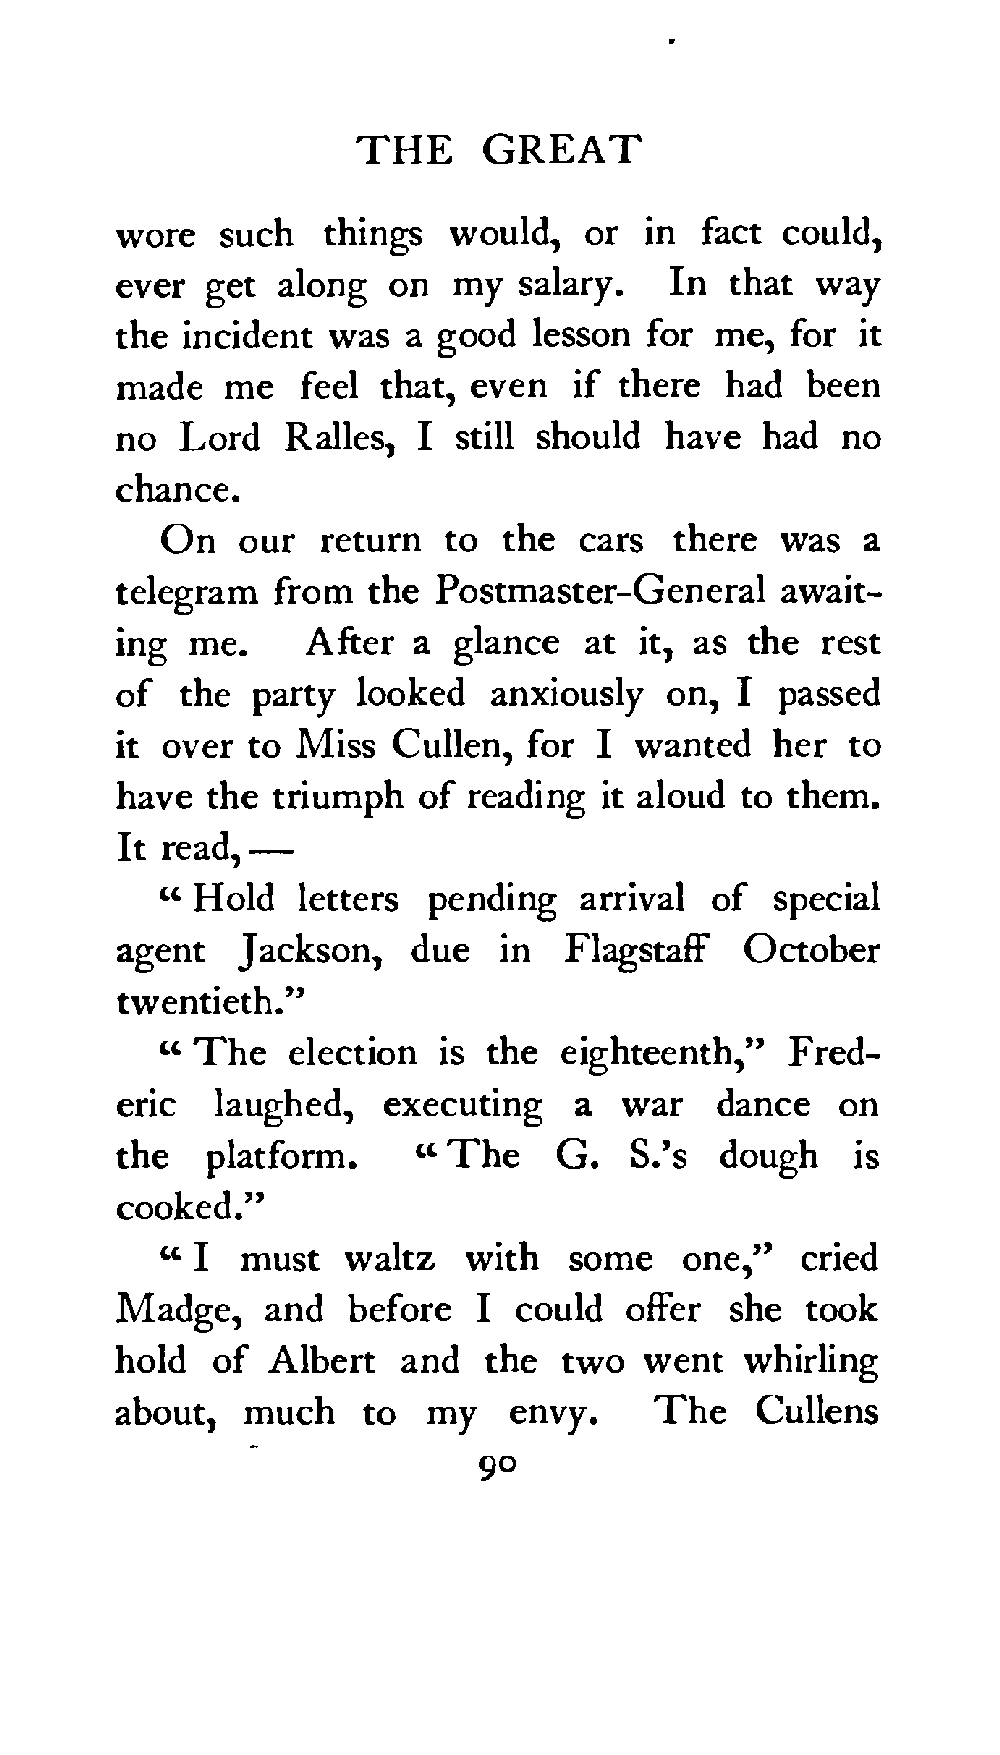 THE GREAT
wore such things would, or in fact could,
ever get along on my salary. In that way
the incident was a good lesson for me, for it
made me feel that, even if there had been
no Lord Ralles, I still should have had no
chance.
On our return to the cars there was a
telegram from the Postmaster-General await-
ing me. After a glance at it, as the rest
of the party looked anxiously on, I passed
it over to Miss Cullen, for I wanted her to
have the triumph of reading it aloud to them.
It read,—
“Hold letters pending arrival of special
agent Jackson, due in Flagstaff October
twentieth.”
“The election is the eighteenth,” Fred-
eric laughed, executing a war dance on
the platform. “The G. S.’s dough is
cooked.”
“I must waltz with some one,” cried
Madge, and before I could offer she took
hold of Albert and the two went whirling
about, much to my envy. The Cullens
90